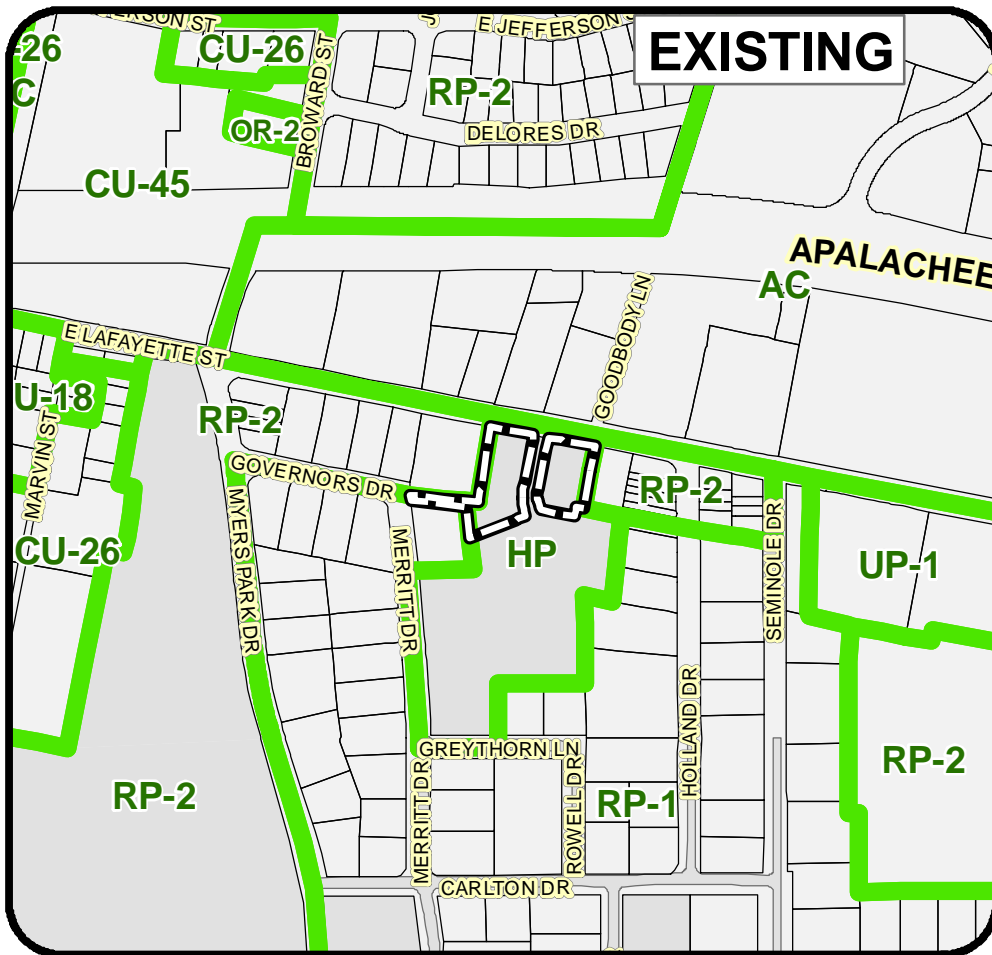 ERSON ST
E JEFFERSON S
EXISTING
-26
C
CU-26
BROWARD ST
RP-2
OR-2
DELORES DR
CU-45
APALACHEE
AC
GOODBODY LN
E LAFAYETTE ST
U-18
MARVIN ST
RP-2
GOVERNORS DR
RP-2
CU-26
MYERS PARK DR
MERRITT DR
HP
SEMINOLE DR
UP-1
HOLLAND DR
GREYTHORN LN
RP-2
MERRITT DR
ROWELL DR
RP-1
RP-2
CARLTON DR